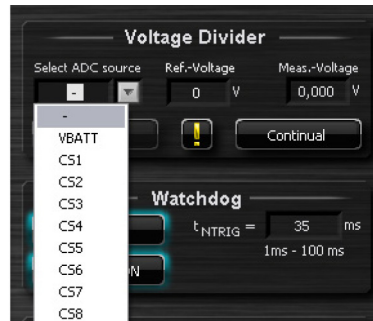 Voltage Divider
Select ADC source Ref.-Voltage Meas.-Voltage
- 0 V 0,000 V
-
VBATT
! Continual
CS1
CS2
CS3
Watchdog
CS4
tNTRIG = 35 ms
CS5
1ms - 100 ms
CS6
N
CS7
CS8